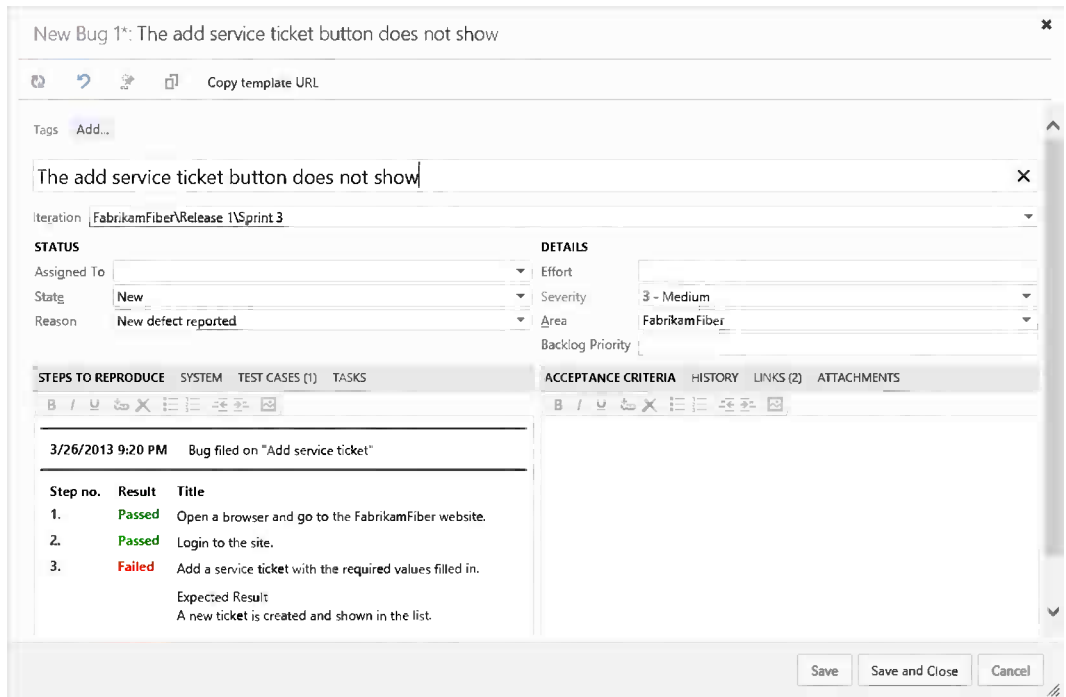 New Bug 1*: The add service ticket button does not show
Copy template URL
Tags Add...
The add service ticket button does not show
Iteration FabrikamFiber\Release 1\Sprint 3
STATUS
Assigned To
State New
Reason New defect reported
DETAILS
Effort
Severity 3 - Medium
Area FabrikamFiber
Backlog Priority
STEPS TO REPRODUCE SYSTEM TEST CASES (1) TASKS
B I U
3/26/2013 9:20 PM Bug filed on "Add service ticket"
Step no. Result Title
1. Passed Open a browser and go to the FabrikamFiber website.
2. Passed Login to the site.
3. Failed Add a service ticket with the required values filled in.
Expected Result
A new ticket is created and shown in the list.
ACCEPTANCE CRITERIA HISTORY LINKS (2) ATTACHMENTS
B I U
Save Save and Close Cancel